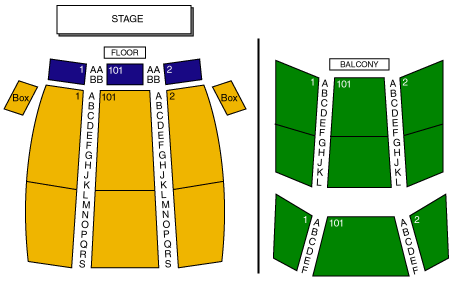 STAGE
FLOOR
1 AA 101 AA 2
BB BB
Box 1 A 101 A 2 Box
B B
C C
D D
E E
F F
G G
H H
J J
K K
L L
M M
N N
O O
P P
Q Q
R R
S S
BALCONY
1 A 101 A 2
B B
C C
D D
E E
F F
G G
H H
J J
K K
L L
1 A 101 A 2
B B
C C
D D
E E
F F